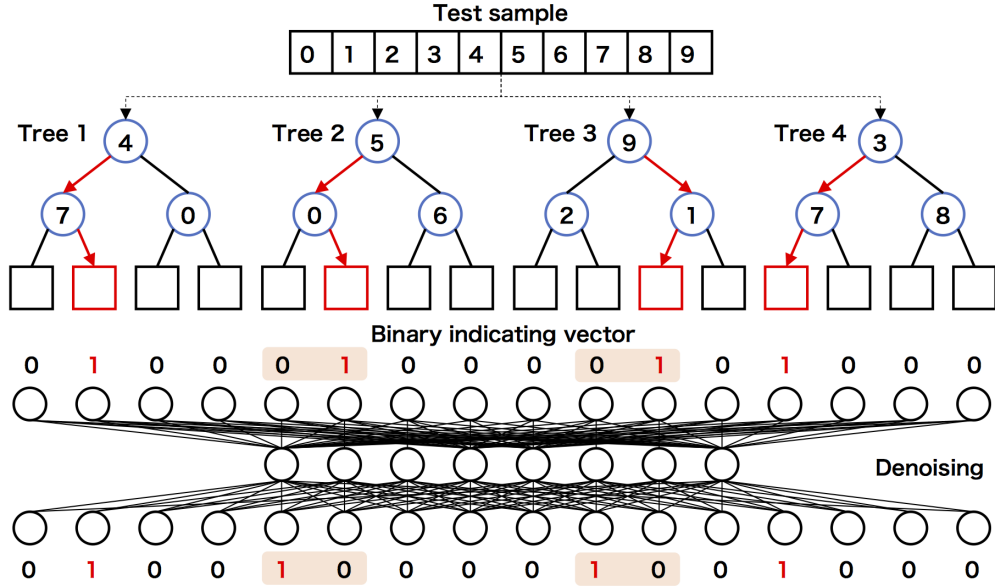 Test sample
0 1 2 3 4 5 6 7 8 9
Tree 1 4 Tree 2 5 Tree 3 9 Tree 4 3
7 0 0 6 2 1 7 8
Binary indicating vector
0 1 0 0 0 1 0 0 0 0 1 0 1 0 0 0
Denoising
0 1 0 0 1 0 0 0 0 1 0 0 1 0 0 0